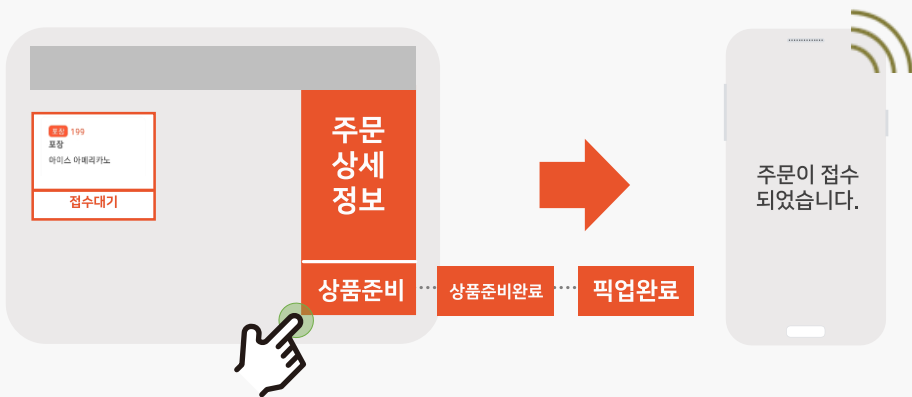 포장 199
포장
아이스 아메리카노
접수대기
주문
상세
정보
상품준비
상품준비완료
픽업완료
주문이 접수
되었습니다.